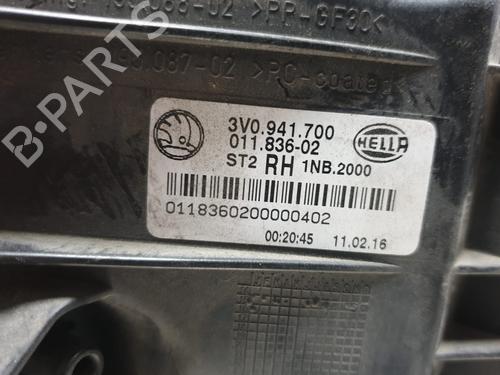 >PP-GF30<
087-02 >PC-coated<
3V0.941.700
011.836-02
HELLA
ST2 RH 1NB.2000
0118360200000402
00:20:45 11.02.16